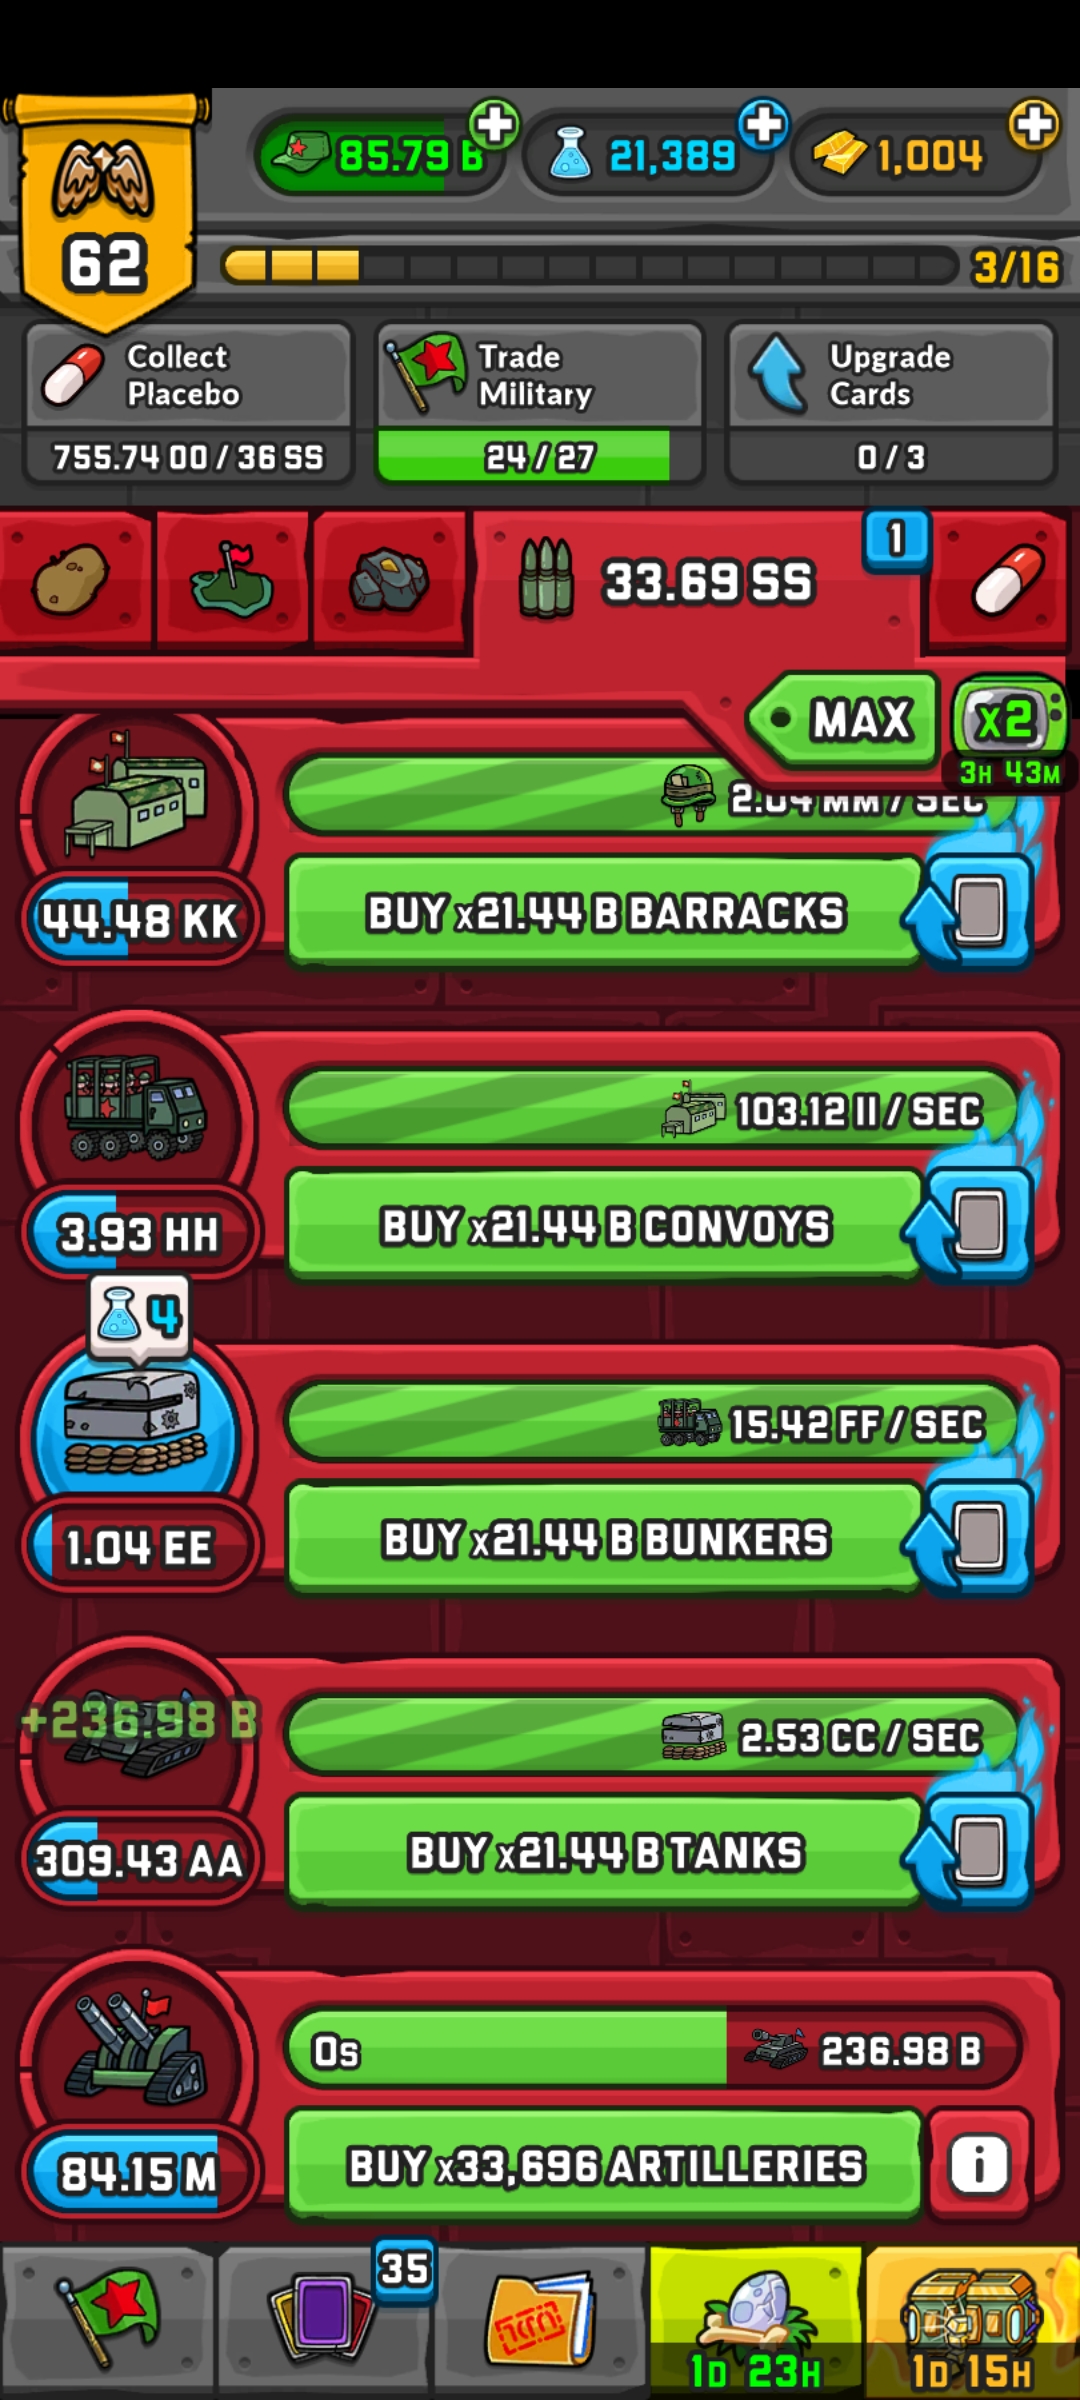 85.79 B
21,389
1,004
62
3/16
Collect
Placebo
755.74 OO / 36 SS
Trade
Military
24 / 27
Upgrade
Cards
0 / 3
33.69 SS
1
MAX
x2
3H 43M
2.04 MM / SEC
44.48 KK
BUY x21.44 B BARRACKS
103.12 II / SEC
3.93 HH
BUY x21.44 B CONVOYS
4
15.42 FF / SEC
1.04 EE
BUY x21.44 B BUNKERS
+236.98 B
2.53 CC / SEC
309.43 AA
BUY x21.44 B TANKS
0s
236.98 B
84.15 M
BUY x33,696 ARTILLERIES
i
35
1D 23H
1D 15H